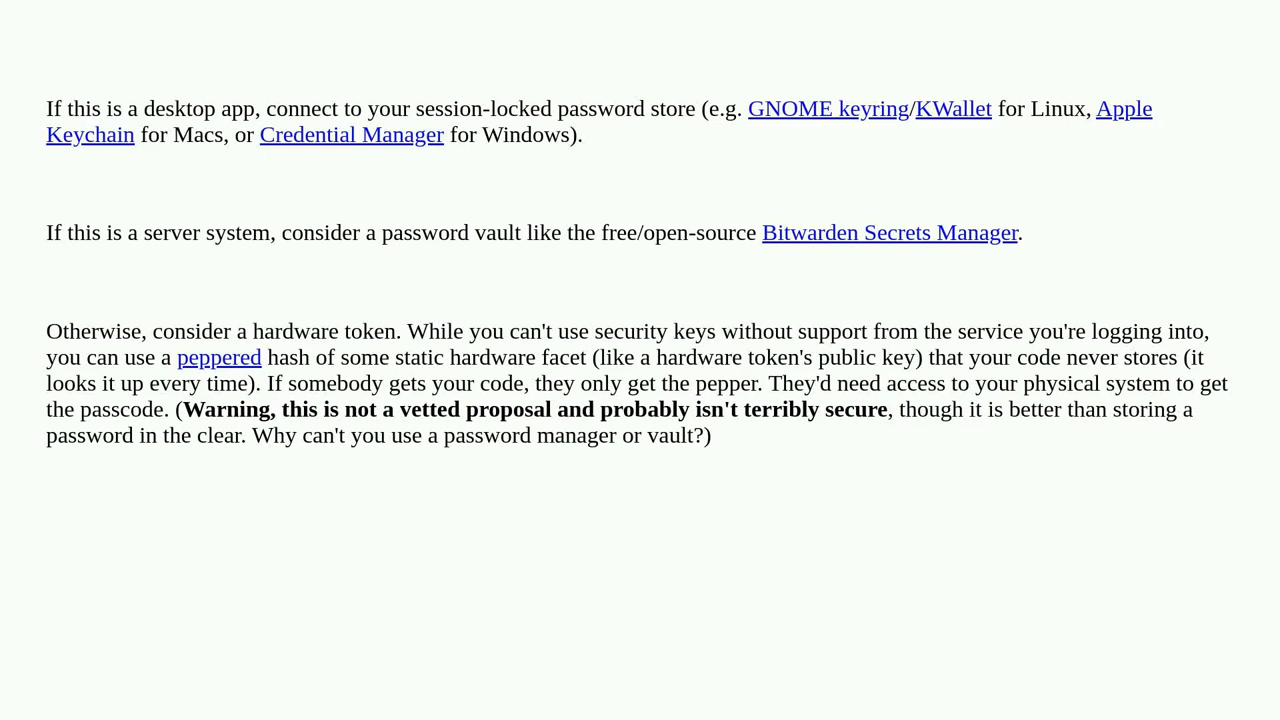 If this is a desktop app, connect to your session-locked password store (e.g. GNOME keyring/KWallet for Linux, Apple
Keychain for Macs, or Credential Manager for Windows).
If this is a server system, consider a password vault like the free/open-source Bitwarden Secrets Manager.
Otherwise, consider a hardware token. While you can't use security keys without support from the service you're logging into,
you can use a peppered hash of some static hardware facet (like a hardware token's public key) that your code never stores (it
looks it up every time). If somebody gets your code, they only get the pepper. They'd need access to your physical system to get
the passcode. (Warning, this is not a vetted proposal and probably isn't terribly secure, though it is better than storing a
password in the clear. Why can't you use a password manager or vault?)